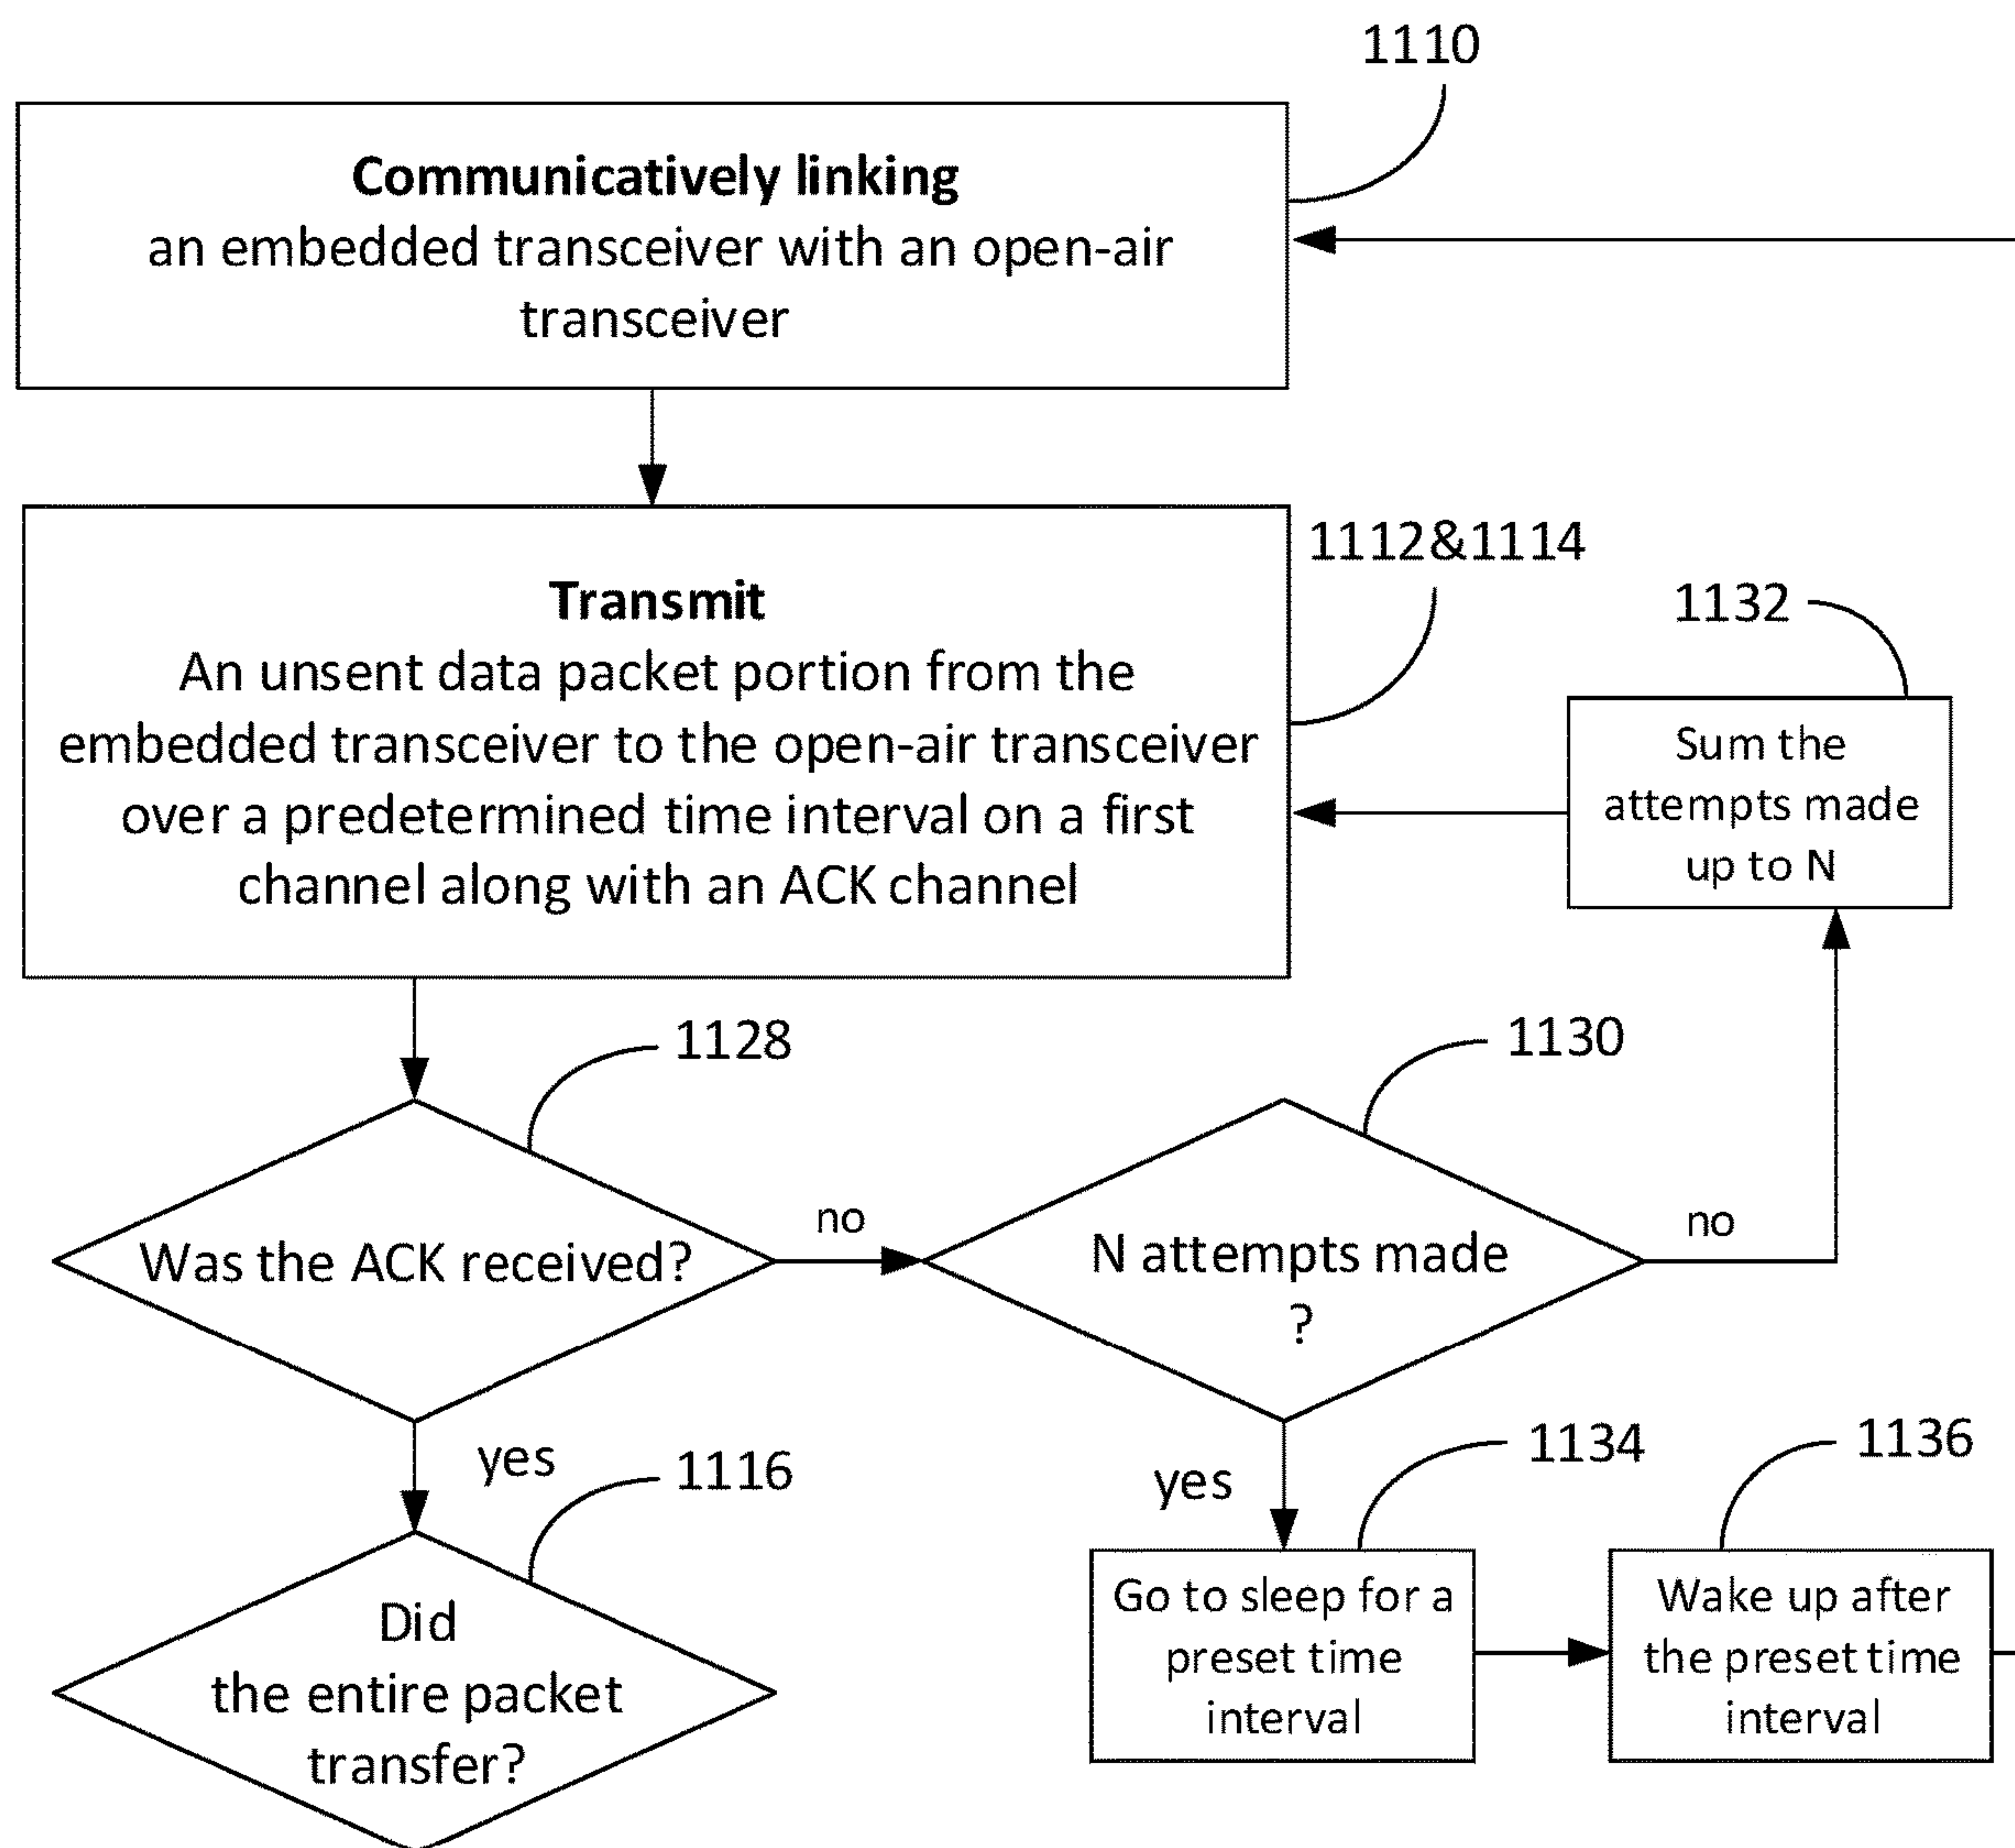 1110
Communicatively linking
an embedded transceiver with an open-air
transceiver
1112&1114
Transmit
An unsent data packet portion from the
embedded transceiver to the open-air transceiver
over a predetermined time interval on a first
channel along with an ACK channel
1132
Sum the
attempts made
up to N
1128
Was the ACK received?
no
1130
N attempts made
?
no
yes
1116
Did
the entire packet
transfer?
yes
1134
Go to sleep for a
preset time
interval
1136
Wake up after
the preset time
interval